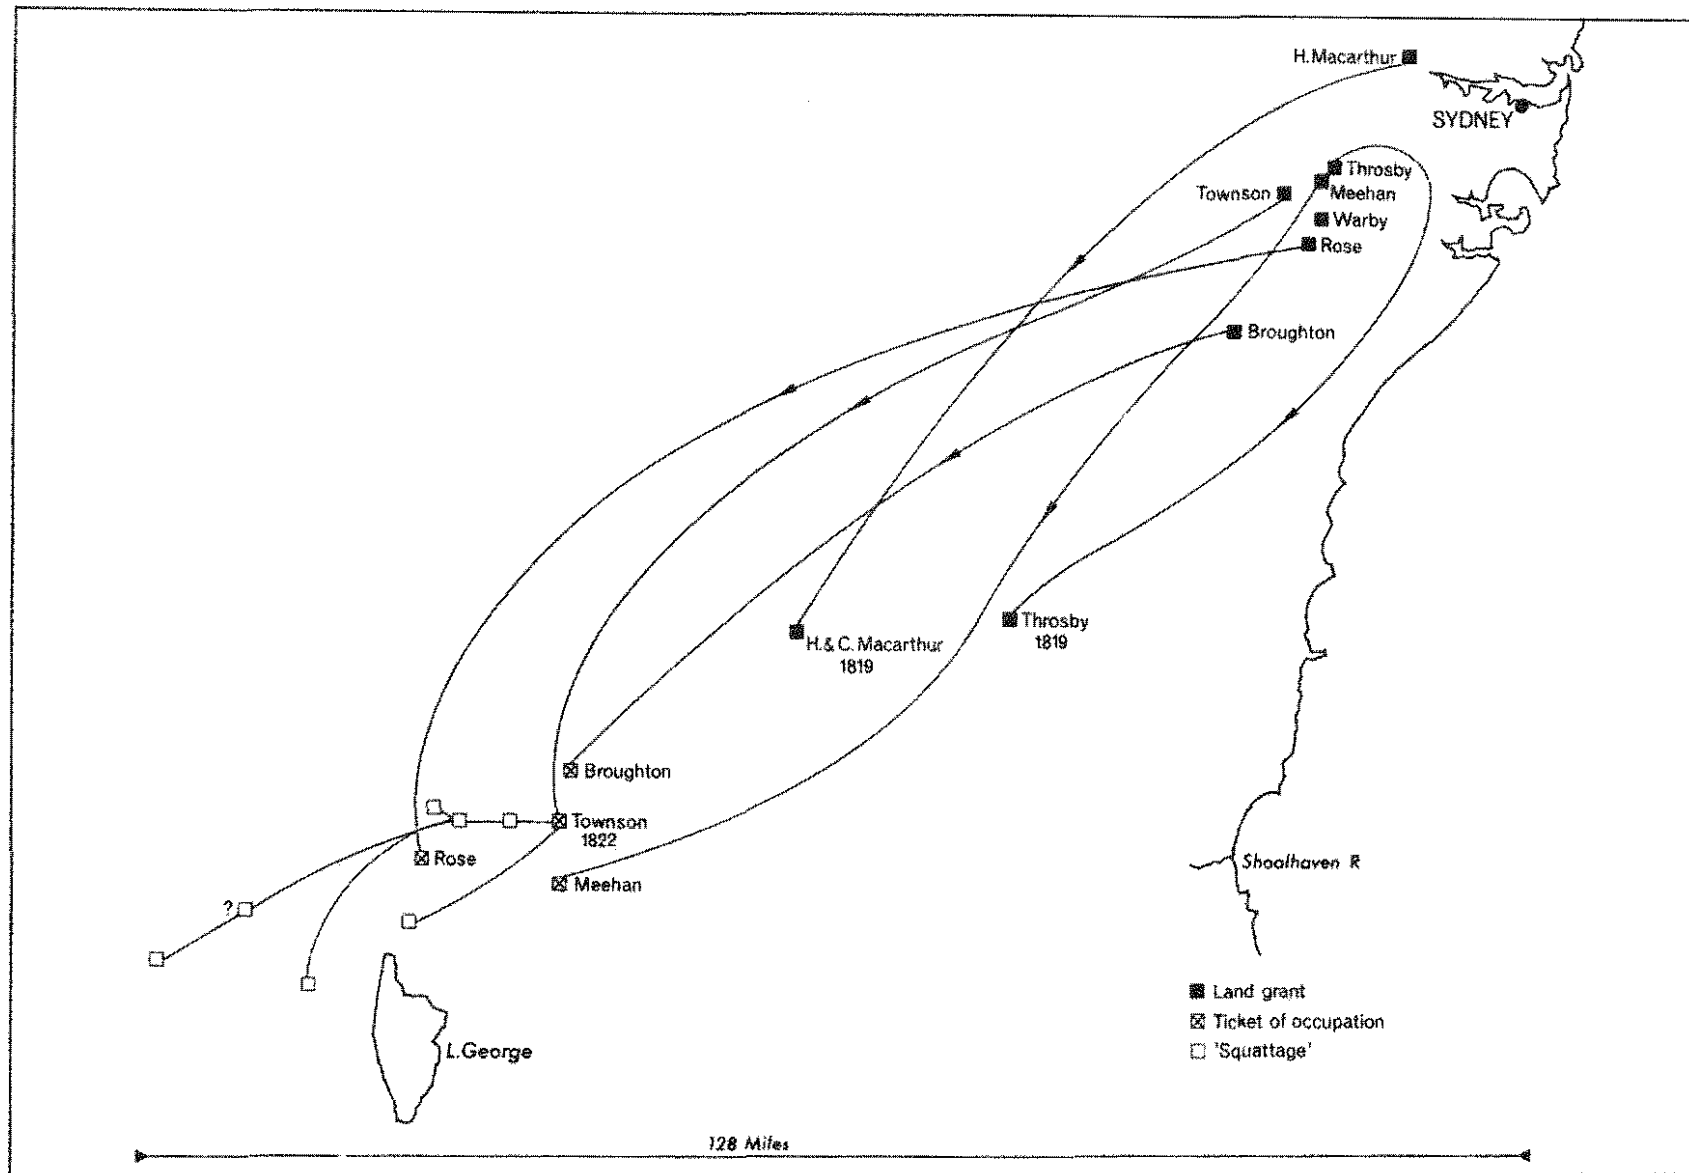 H. Macarthur
SYDNEY
Throsby
Townson
Meehan
Warby
Rose
Broughton
Throsby
1819
H. & C. Macarthur
1819
Broughton
Townson
1822
Rose
Meehan
?
Shoalhaven R
L. George
Land grant
Ticket of occupation
'Squattage'
128 Miles